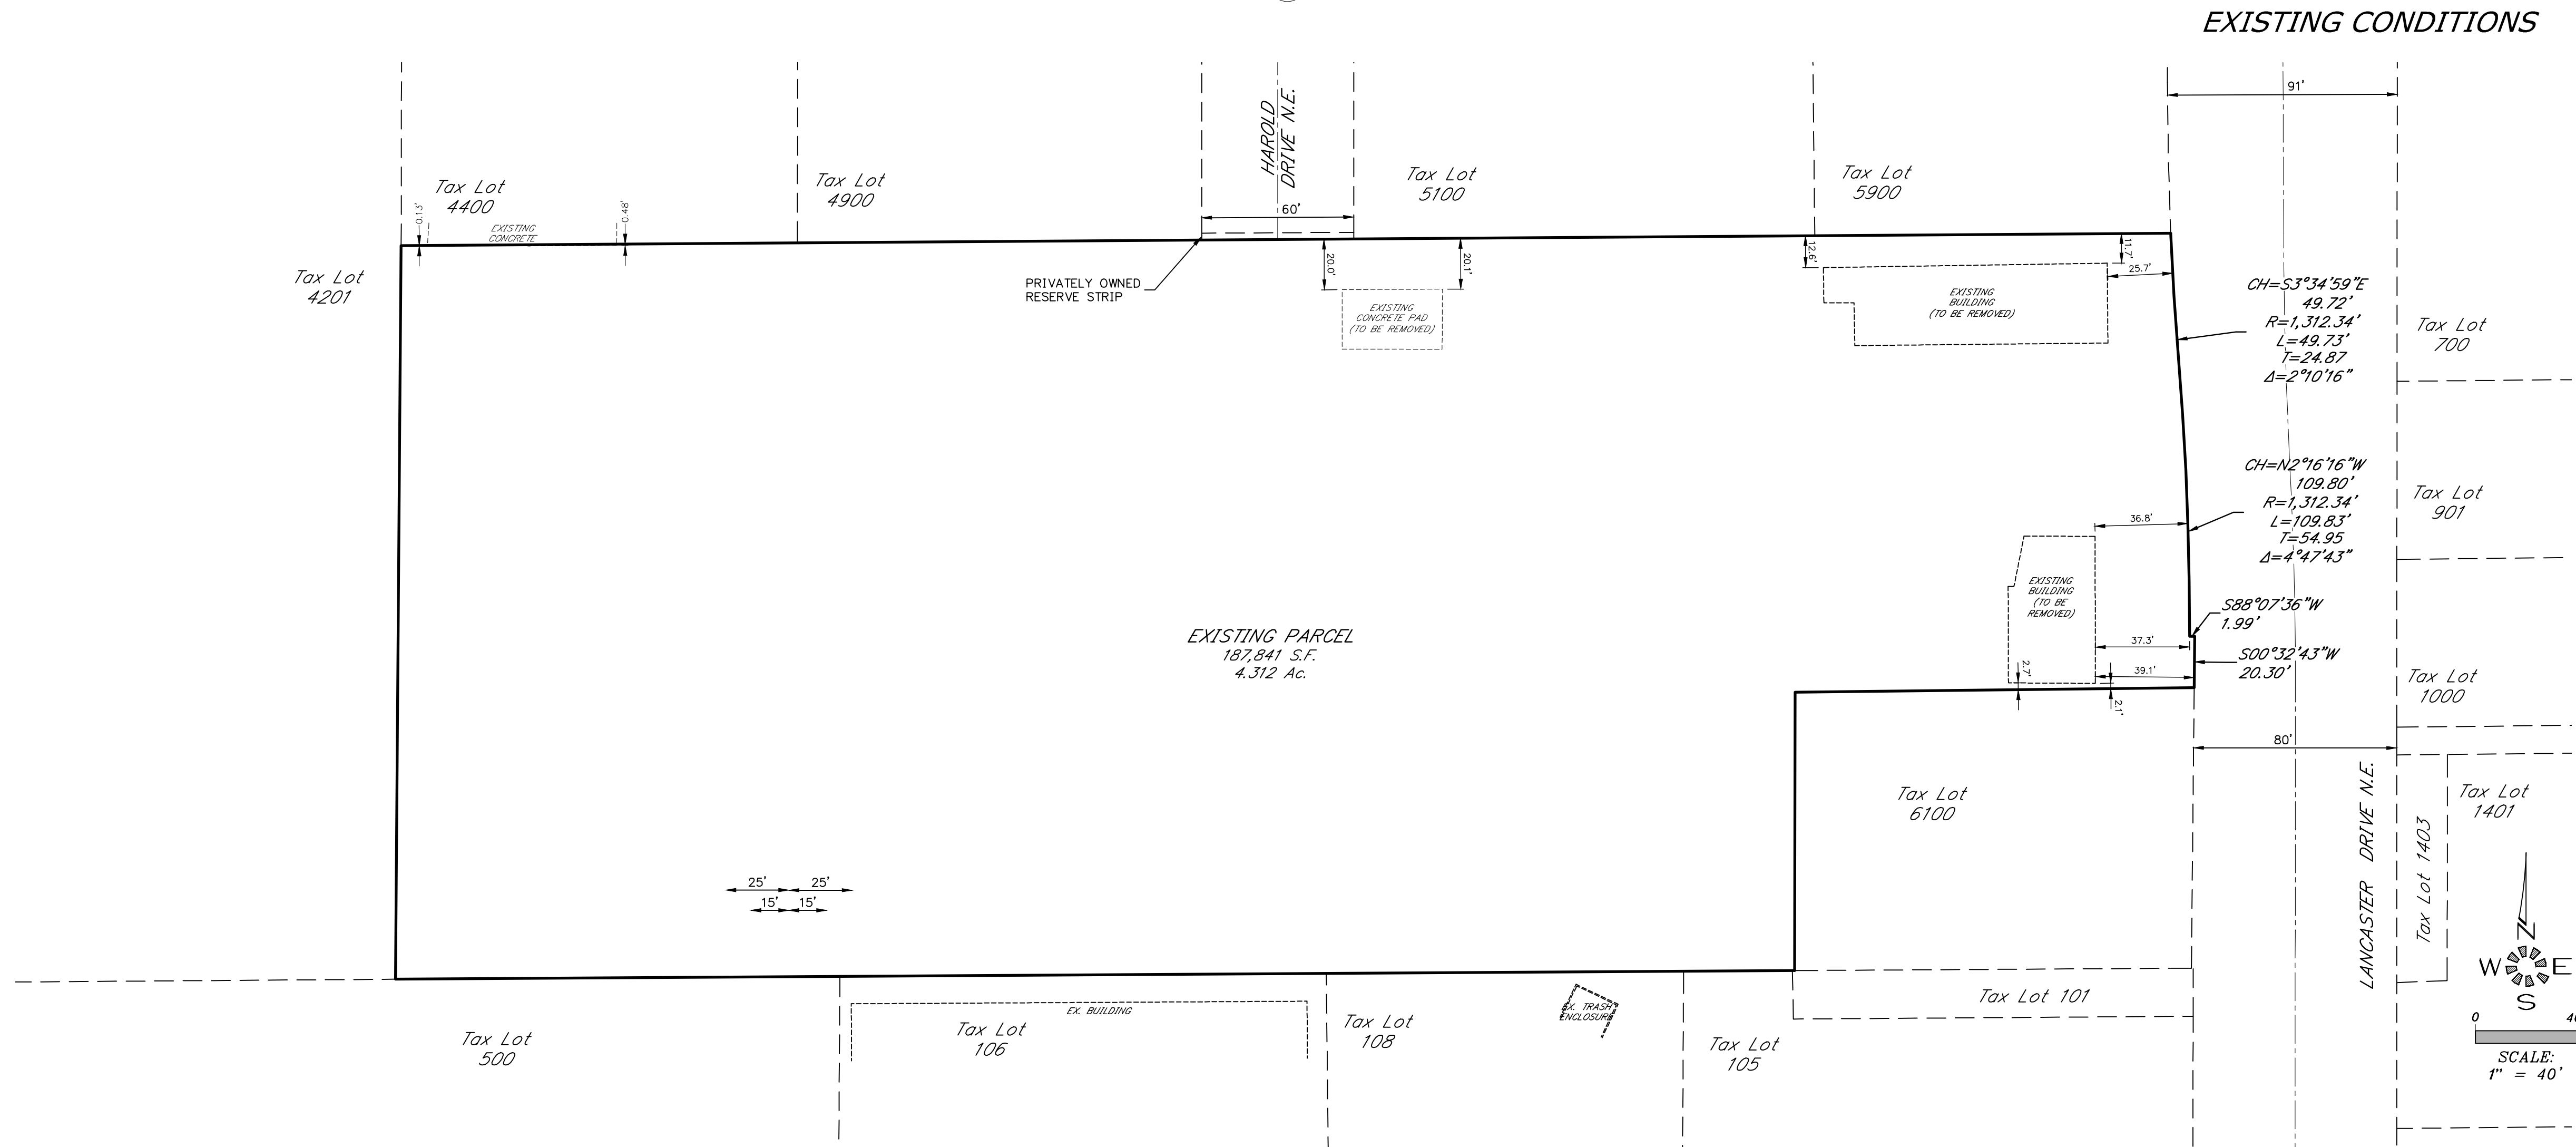 EXISTING CONDITIONS
91'
HAROLD
DRIVE N.E.
Tax Lot
4400
Tax Lot
4900
Tax Lot
5100
Tax Lot
5900
0.13'
0.48'
EXISTING
CONCRETE
60'
Tax Lot
4201
PRIVATELY OWNED
RESERVE STRIP
20.0'
20.1'
EXISTING
CONCRETE PAD
(TO BE REMOVED)
12.6'
11.7'
25.7'
EXISTING
BUILDING
(TO BE REMOVED)
CH=S3°34'59"E
49.72'
R=1,312.34'
L=49.73'
T=24.87
Δ=2°10'16"
Tax Lot
700
CH=N2°16'16"W
109.80'
R=1,312.34'
L=109.83'
T=54.95
Δ=4°47'43"
Tax Lot
901
36.8'
EXISTING
BUILDING
(TO BE
REMOVED)
S88°07'36"W
1.99'
37.3'
S00°32'43"W
20.30'
39.1'
2.7'
2.1'
EXISTING PARCEL
187,841 S.F.
4.312 Ac.
Tax Lot
1000
80'
Tax Lot
6100
LANCASTER DRIVE N.E.
Tax Lot 1403
Tax Lot
1401
25' 25'
15' 15'
N
W E
S
Tax Lot 101
EX. BUILDING
EX. TRASH
ENCLOSURE
Tax Lot
500
Tax Lot
106
Tax Lot
108
Tax Lot
105
0
SCALE:
1" = 40'